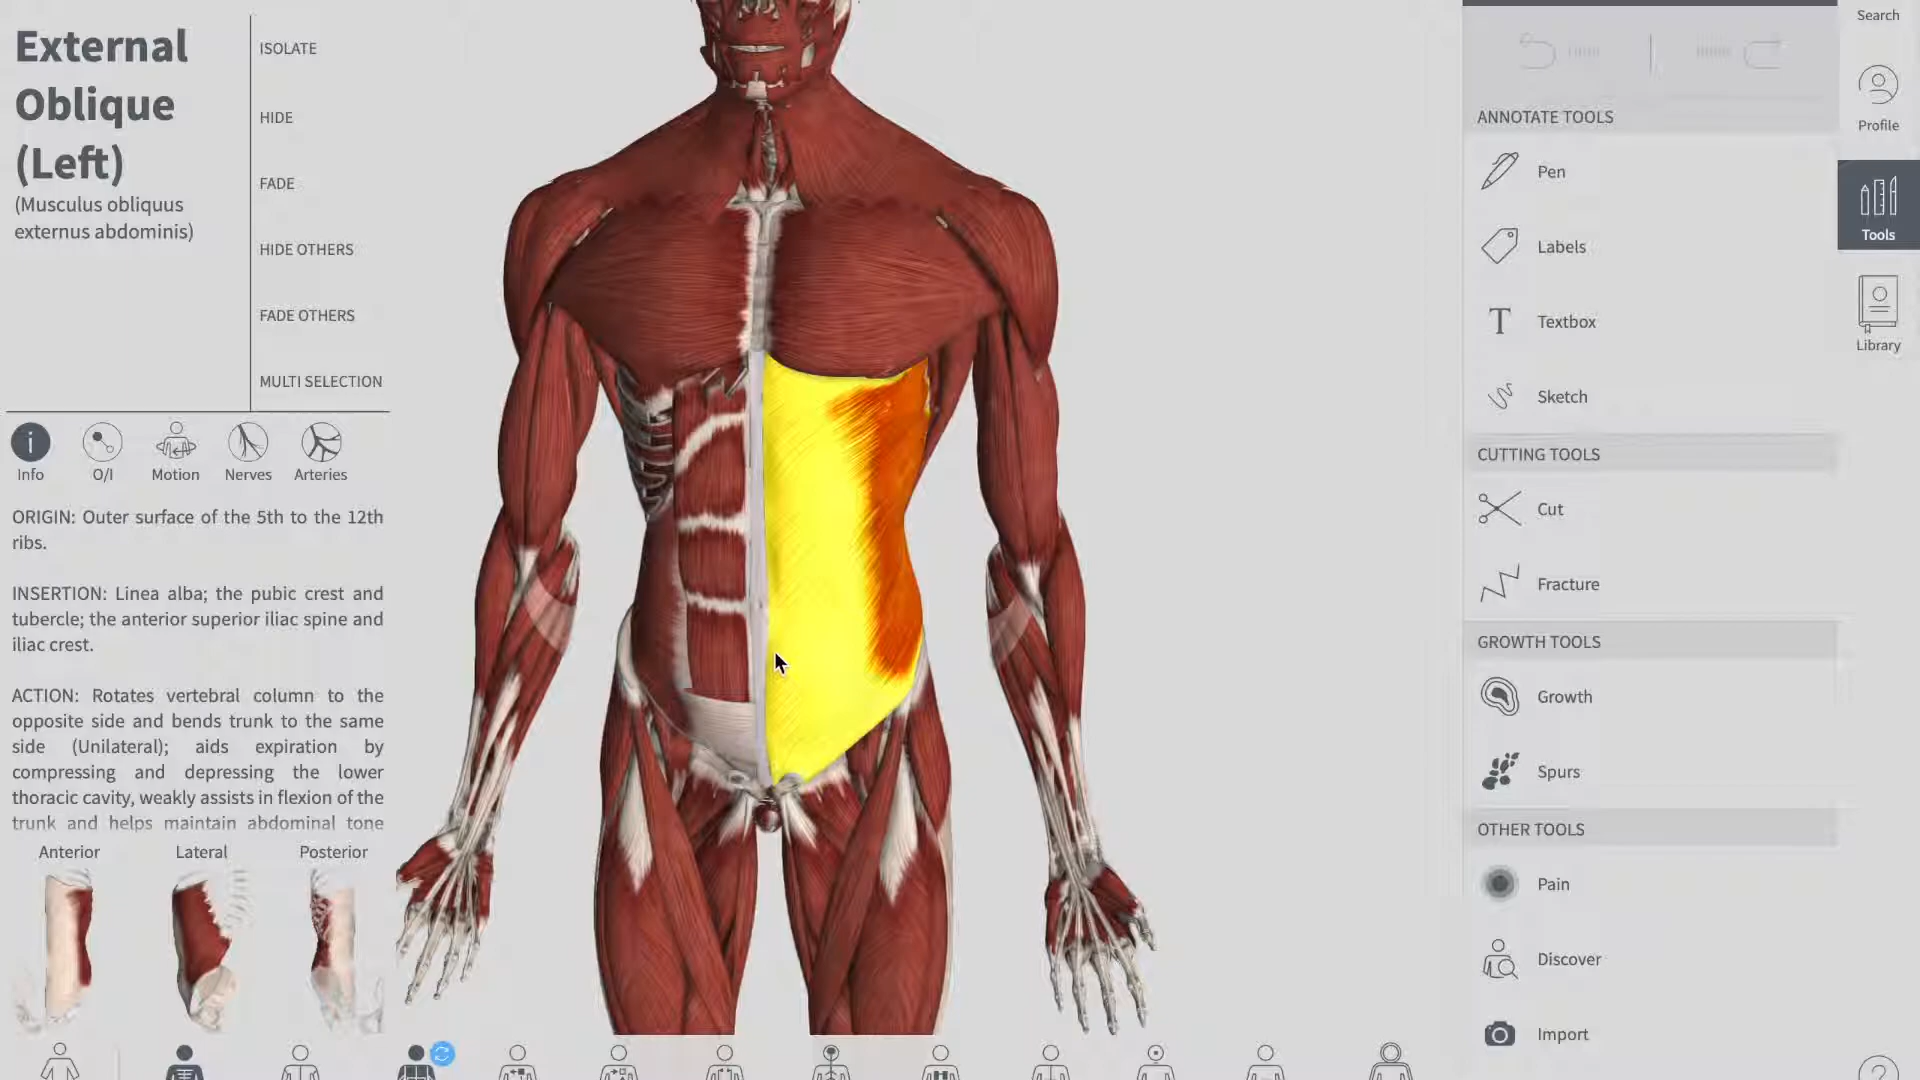 External
Oblique
(Left)
(Musculus obliquus
externus abdominis)
ISOLATE
HIDE
FADE
HIDE OTHERS
FADE OTHERS
MULTI SELECTION
Info
O/I
Motion
Nerves
Arteries
ORIGIN: Outer surface of the 5th to the 12th
ribs.
INSERTION: Linea alba; the pubic crest and
tubercle; the anterior superior iliac spine and
iliac crest.
ACTION: Rotates vertebral column to the
opposite side and bends trunk to the same
side (Unilateral); aids expiration by
compressing and depressing the lower
thoracic cavity, weakly assists in flexion of the
trunk and helps maintain abdominal tone
Anterior
Lateral
Posterior
ANNOTATE TOOLS
Pen
Labels
Textbox
Sketch
CUTTING TOOLS
Cut
Fracture
GROWTH TOOLS
Growth
Spurs
OTHER TOOLS
Pain
Discover
Import
Search
Profile
Tools
Library